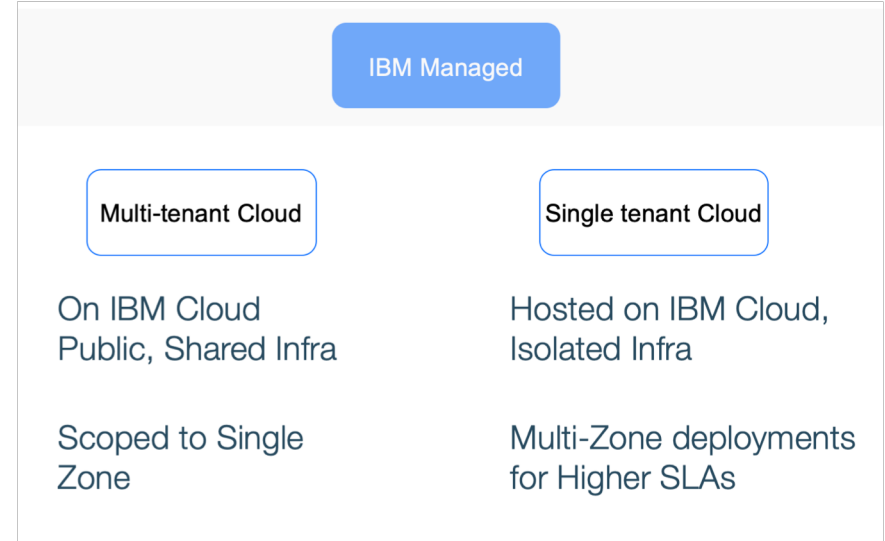 IBM Managed
Multi-tenant Cloud
Single tenant Cloud
On IBM Cloud
Public, Shared Infra
Hosted on IBM Cloud,
Isolated Infra
Scoped to Single
Zone
Multi-Zone deployments
for Higher SLAs